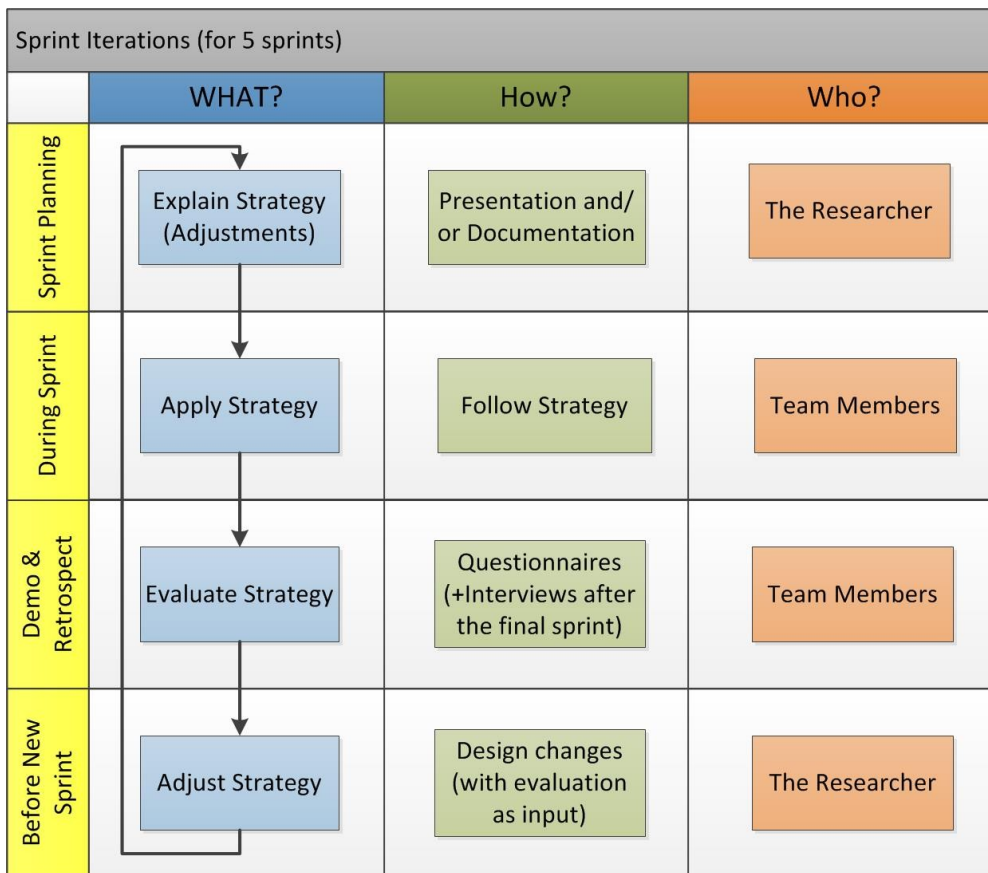 Sprint Iterations (for 5 sprints)
WHAT?
How?
Who?
Sprint Planning
Explain Strategy
(Adjustments)
Presentation and/
or Documentation
The Researcher
During Sprint
Apply Strategy
Follow Strategy
Team Members
Demo &
Retrospect
Evaluate Strategy
Questionnaires
(+Interviews after
the final sprint)
Team Members
Before New
Sprint
Adjust Strategy
Design changes
(with evaluation
as input)
The Researcher